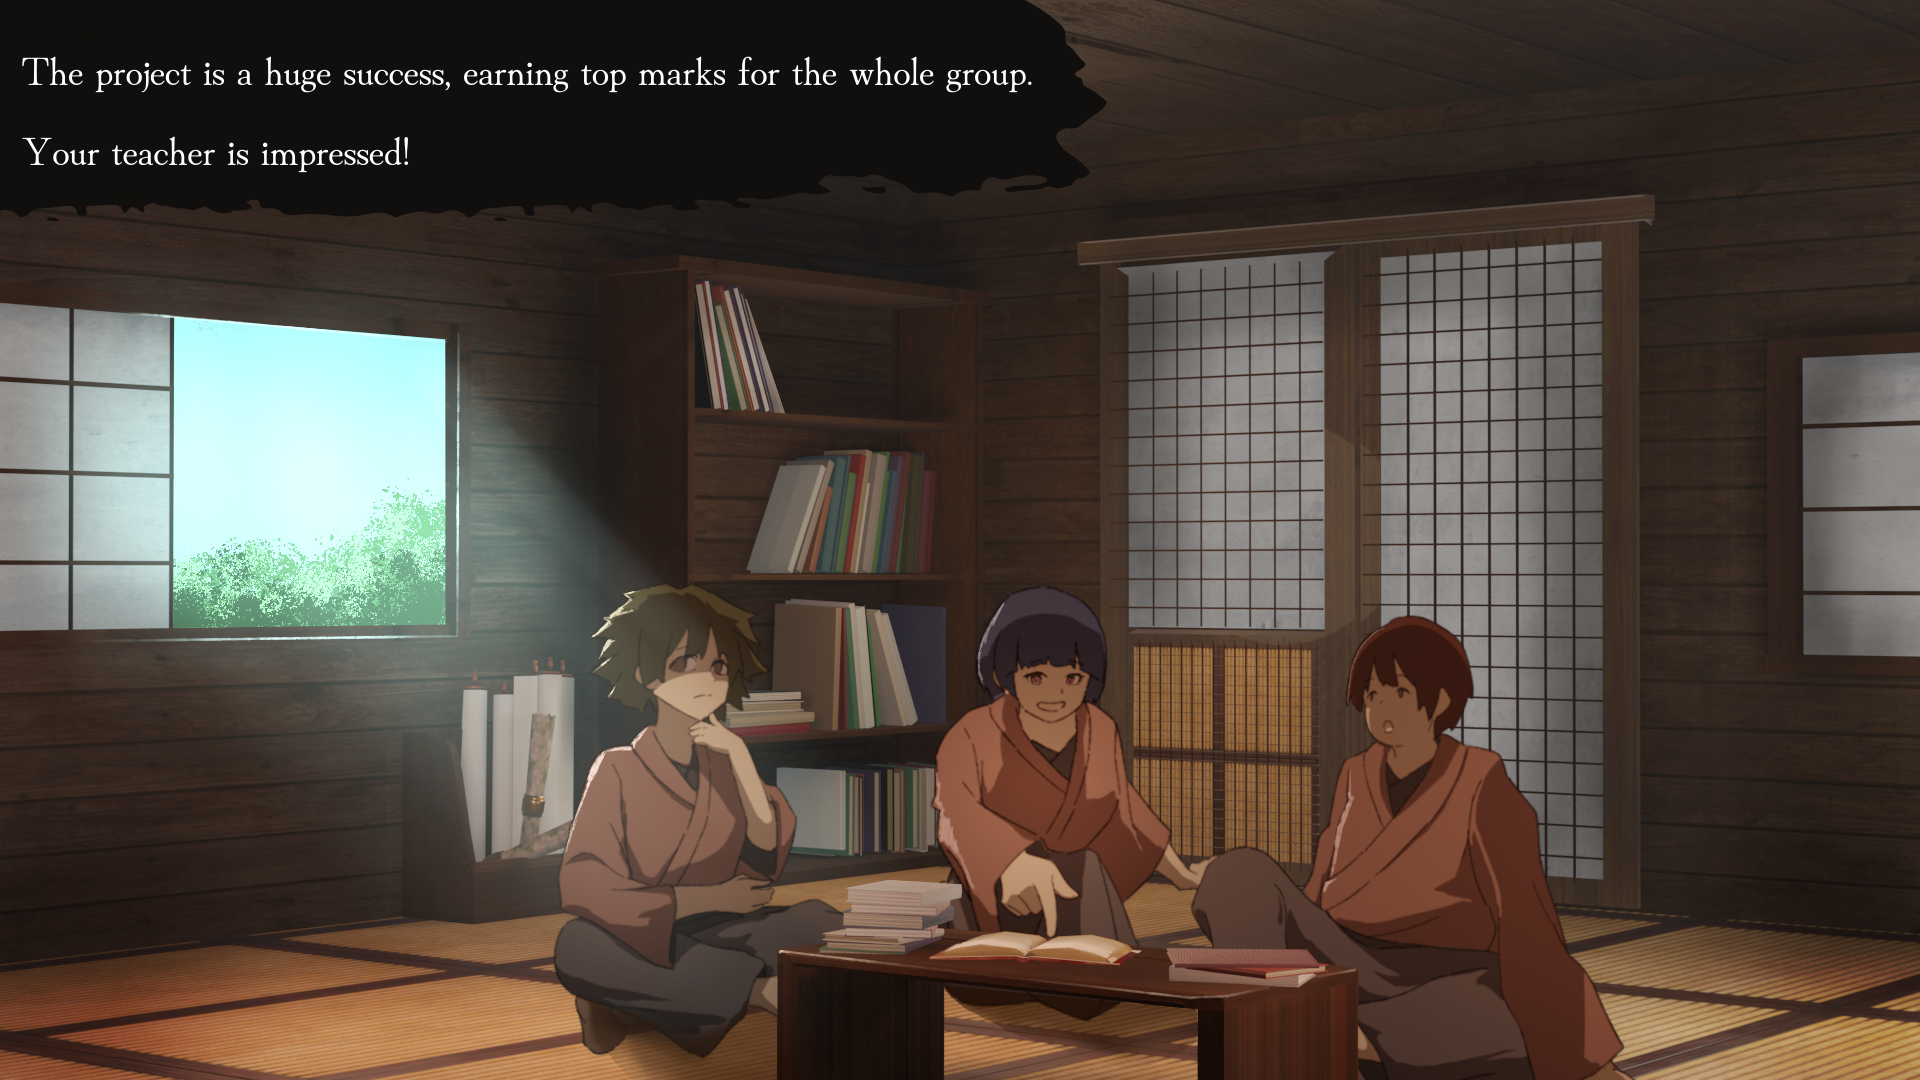 The project is a huge success, earning top marks for the whole group.
Your teacher is impressed!